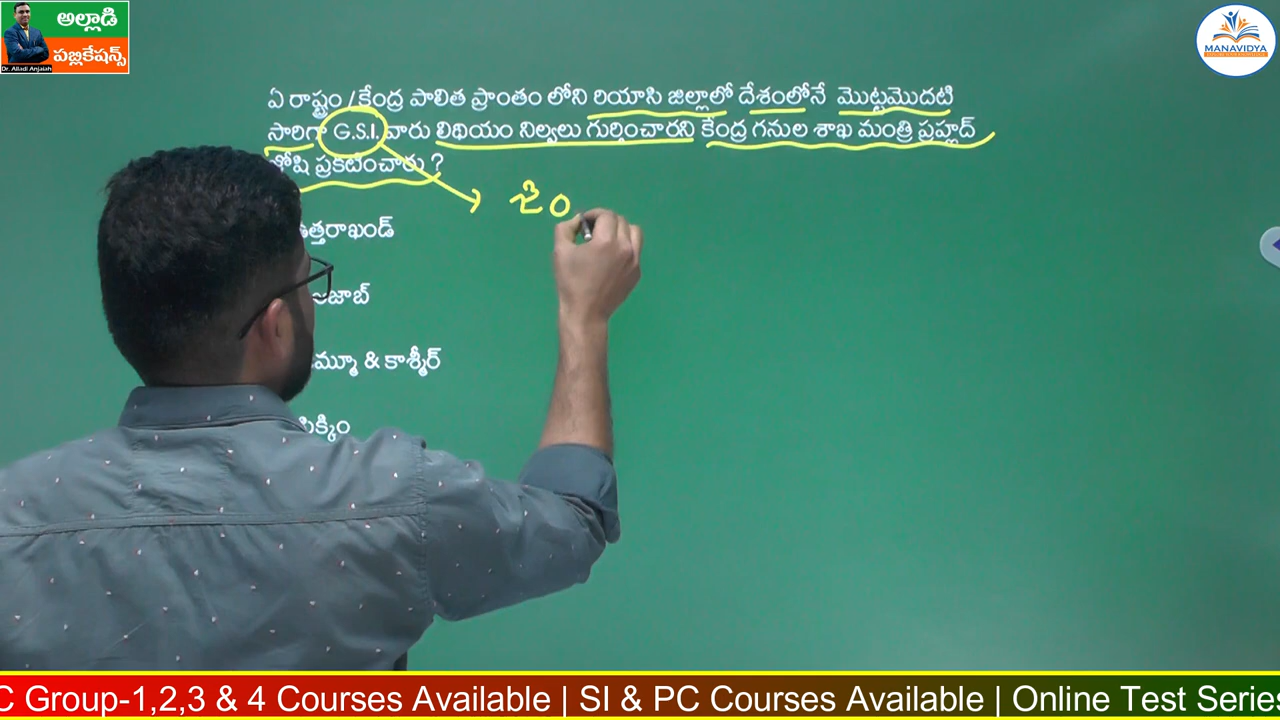 అల్లాడి
పబ్లికేషన్స్
Dr. Alladi Anjaiah
MANAVIDYA
ఏ రాష్ట్రం / కేంద్ర పాలిత ప్రాంతం లోని రియాసి జిల్లాలో దేశంలోనే మొట్టమొదటి
సారిగా G.S.I. వారు లిథియం నిల్వలు గుర్తించారని కేంద్ర గనుల శాఖ మంత్రి ప్రహ్లాద్
జోషి ప్రకటించారు ?
ఉత్తరాఖండ్
& కాశ్మీర్
C Group-1,2,3 & 4 Courses Available | SI & PC Courses Available | Online Test Series